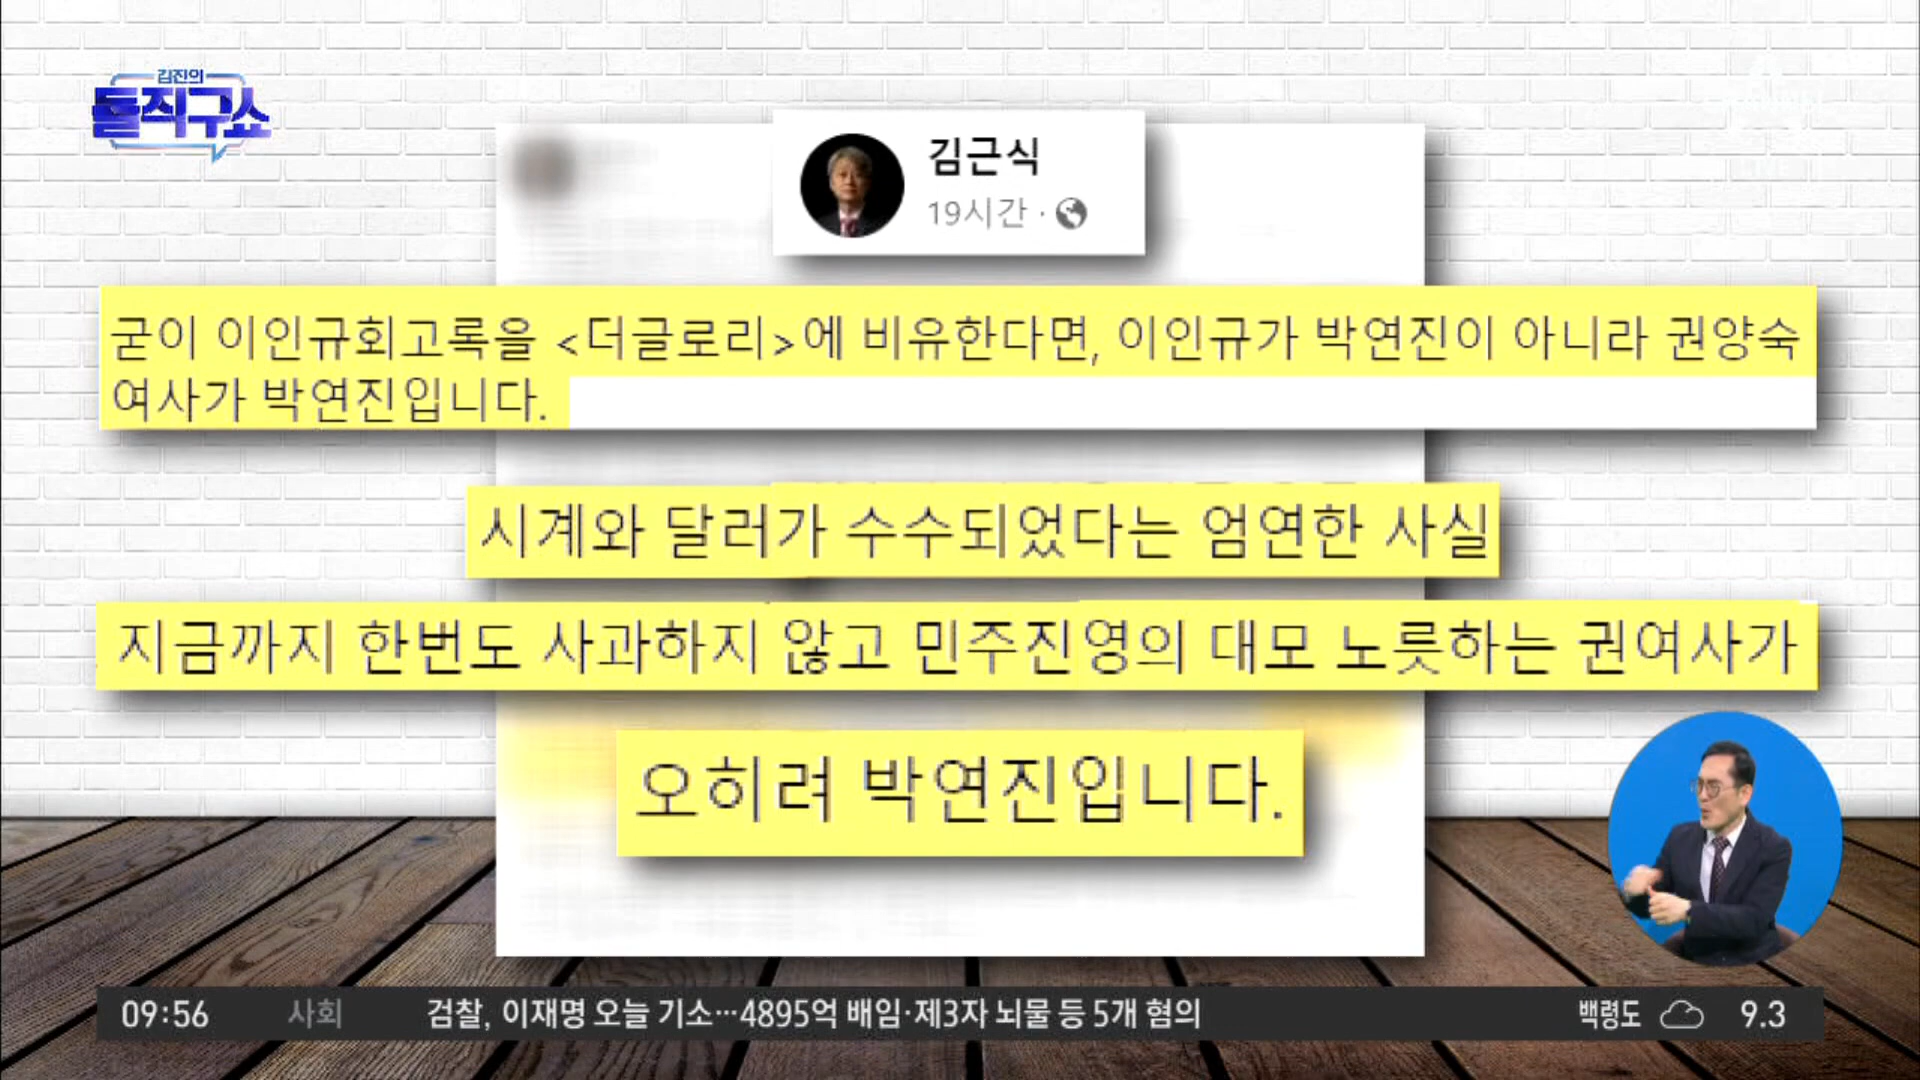 김진의
돌직구쇼
김근식
19시간 ·
굳이 이인규회고록을 <더글로리>에 비유한다면, 이인규가 박연진이 아니라 권양숙
여사가 박연진입니다.
시계와 달러가 수수되었다는 엄연한 사실
지금까지 한번도 사과하지 않고 민주진영의 대모 노릇하는 권여사가
오히려 박연진입니다.
09:56 사회 검찰, 이재명 오늘 기소…4895억 배임·제3자 뇌물 등 5개 혐의 백령도 9.3